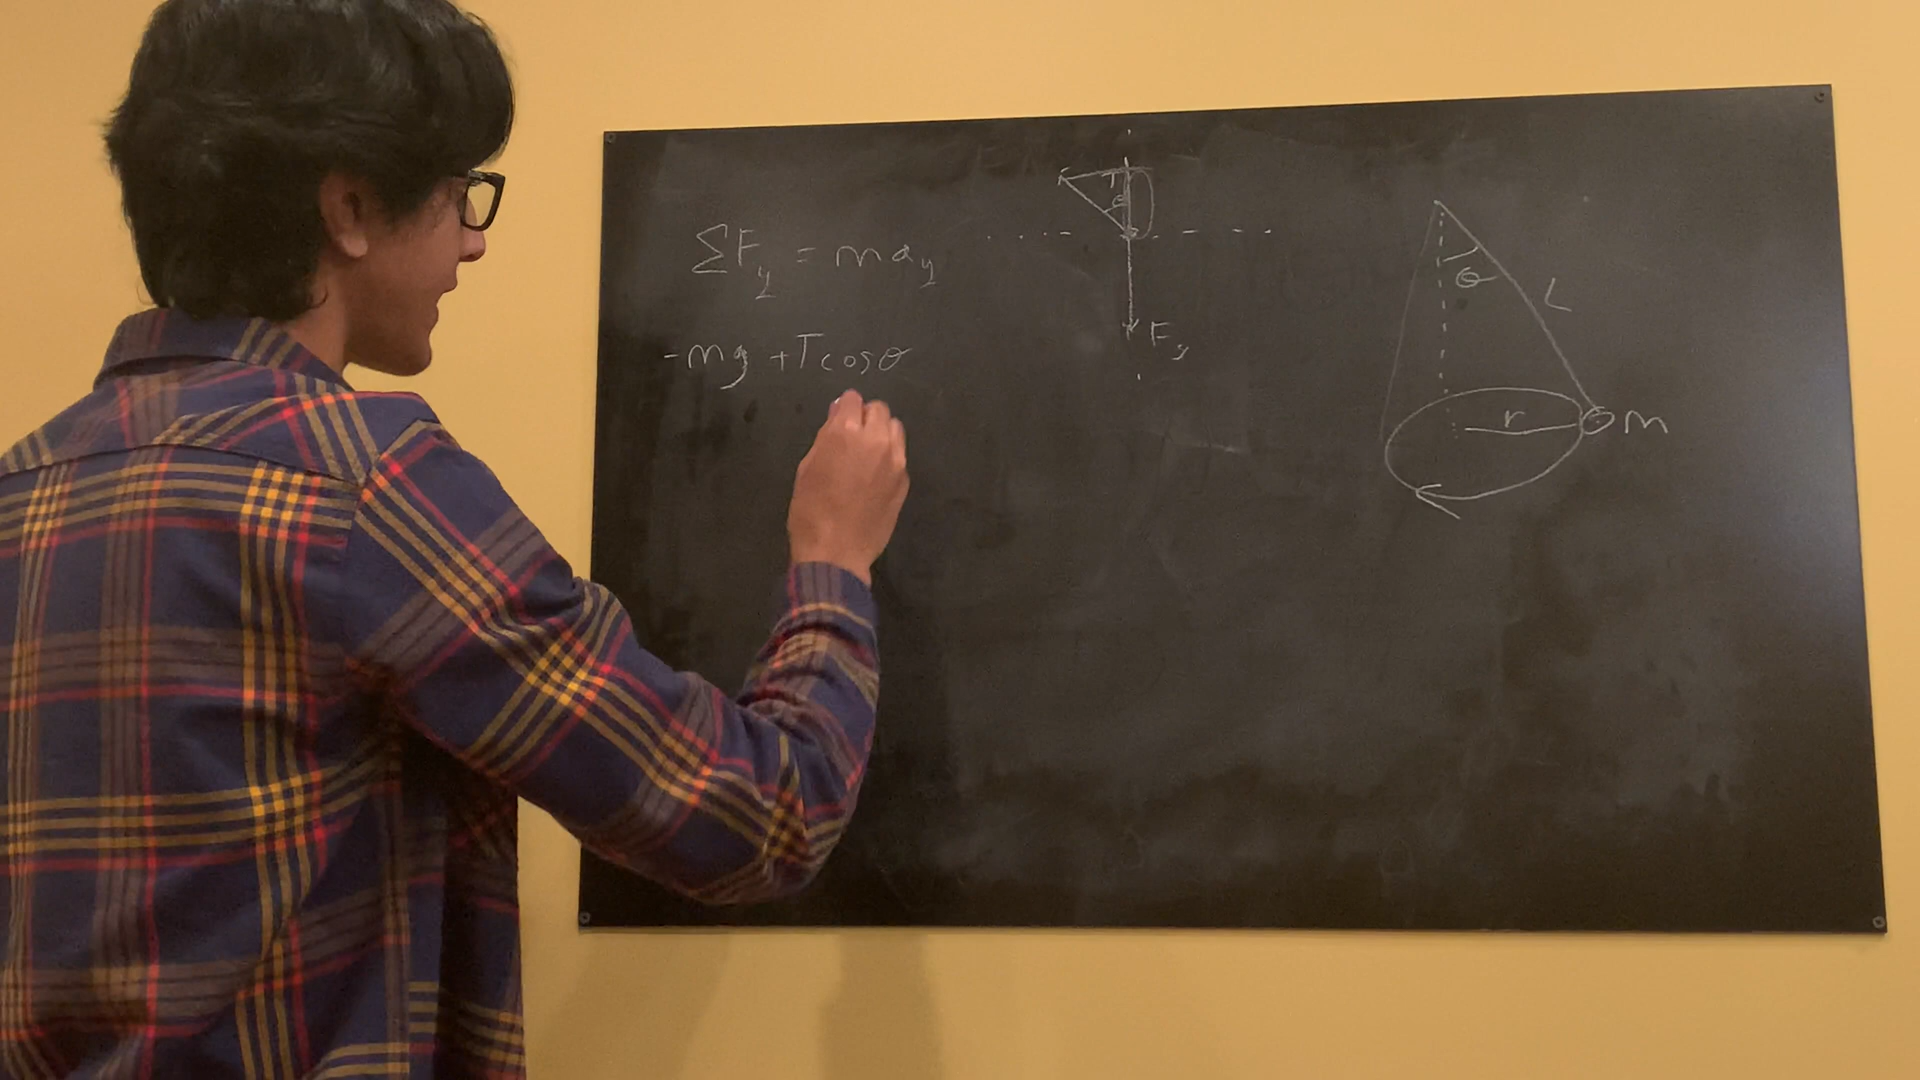 ΣF_y = ma_y
-mg +Tcosθ
T
θ
F_g
θ
L
r
m